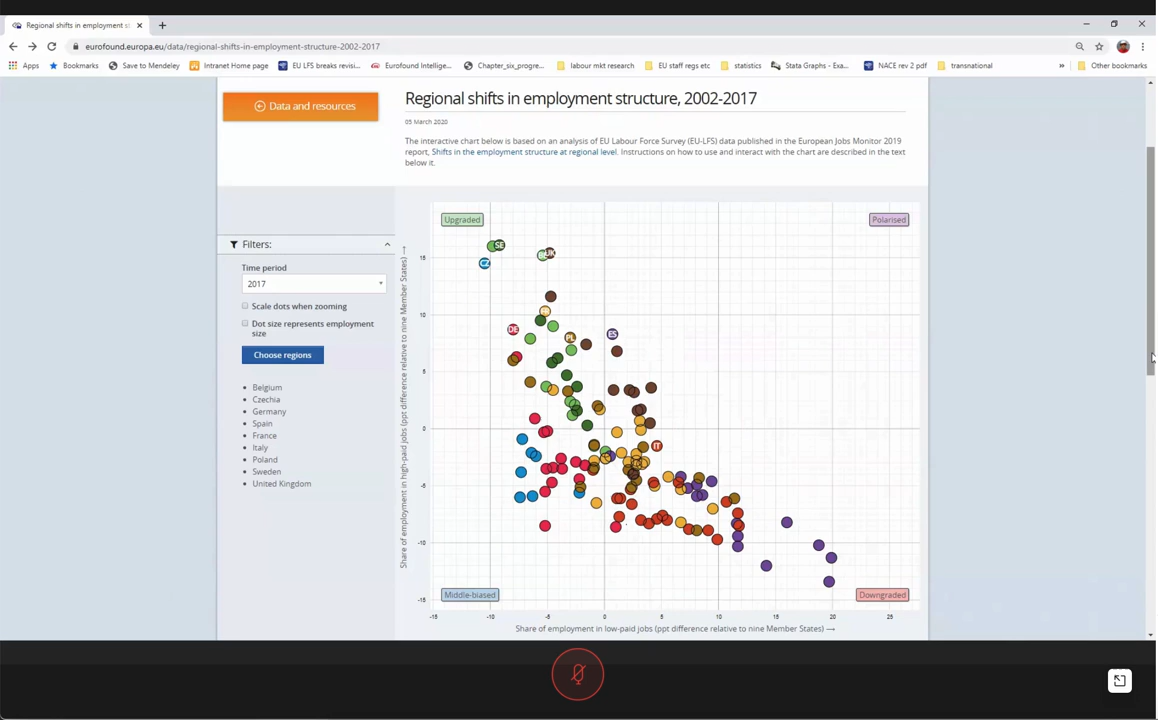 Regional shifts in employment st
eurofound.europa.eu/data/regional-shifts-in-employment-structure-2002-2017
Apps
Bookmarks
Save to Mendeley
Intranet Home page
EU LFS breaks revisi...
Eurofound Intellige...
Chapter_six_progre...
labour mkt research
EU staff regs etc
statistics
Stata Graphs - Exa...
NACE rev 2 pdf
transnational
»
Other bookmarks
Data and resources
Regional shifts in employment structure, 2002-2017
05 March 2020
The interactive chart below is based on an analysis of EU Labour Force Survey (EU-LFS) data published in the European Jobs Monitor 2019
report, Shifts in the employment structure at regional level. Instructions on how to use and interact with the chart are described in the text
below it.
Filters:
Time period
2017
Scale dots when zooming
Dot size represents employment
size
Choose regions
Belgium
Czechia
Germany
Spain
France
Italy
Poland
Sweden
United Kingdom
Upgraded
Polarised
SE
UK
CZ
DE
PL
ES
IT
Middle-biased
Downgraded
15
10
5
0
-5
-10
-15
-15
-10
-5
0
5
10
15
20
25
Share of employment in high-paid jobs (ppt difference relative to nine Member States) →
Share of employment in low-paid jobs (ppt difference relative to nine Member States) →